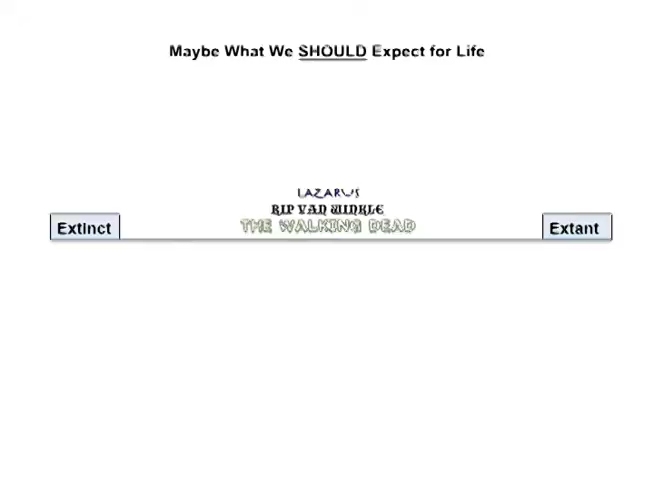 Maybe What We SHOULD Expect for Life
LAZARUS
RIP VAN WINKLE
THE WALKING DEAD
Extinct
Extant